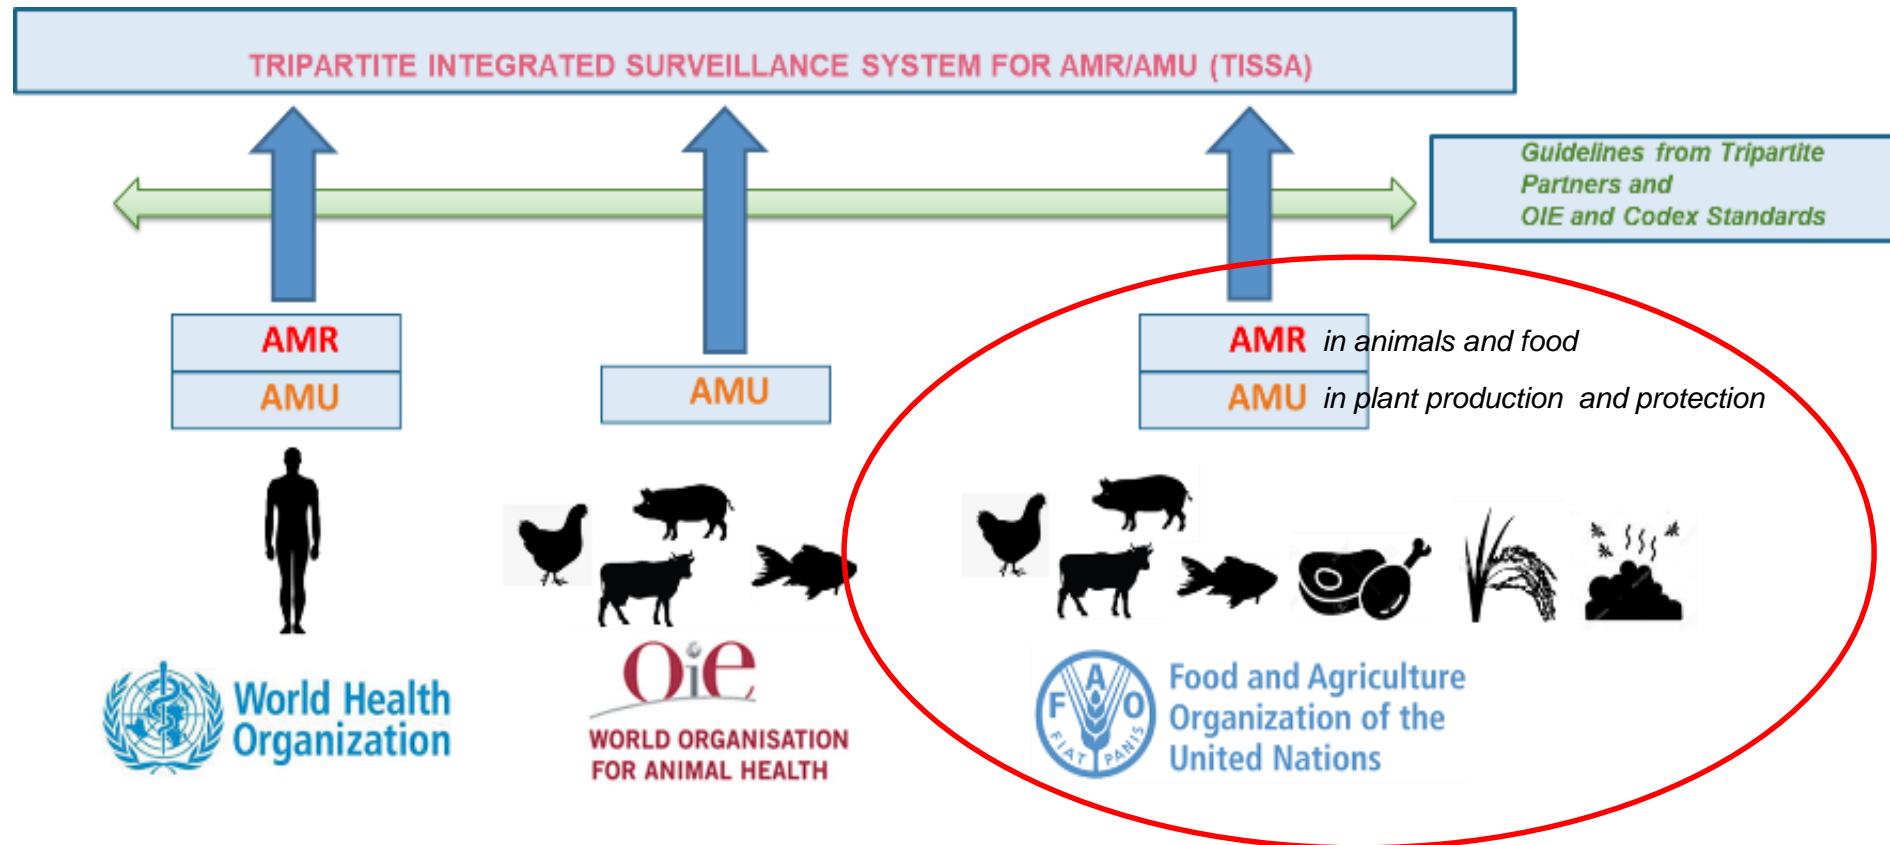 TRIPARTITE INTEGRATED SURVEILLANCE SYSTEM FOR AMR/AMU (TISSA)
Guidelines from Tripartite
Partners and
OIE and Codex Standards
AMR
AMU
AMU
AMR in animals and food
AMU in plant production and protection
World Health
Organization
OiE
WORLD ORGANISATION
FOR ANIMAL HEALTH
F A O
FIAT PANIS
Food and Agriculture
Organization of the
United Nations